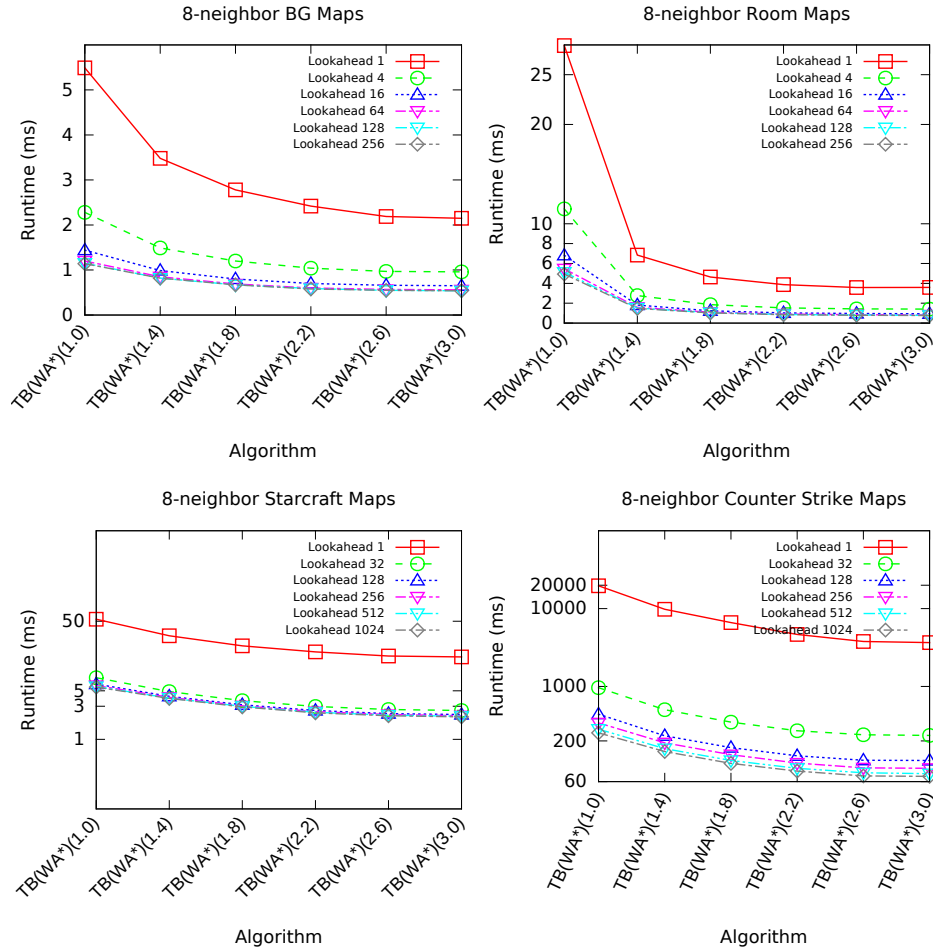 8-neighbor BG Maps
Runtime (ms)
5
4
3
2
1
0
Lookahead 1
Lookahead 4
Lookahead 16
Lookahead 64
Lookahead 128
Lookahead 256
TB(WA*)(1.0)
TB(WA*)(1.4)
TB(WA*)(1.8)
TB(WA*)(2.2)
TB(WA*)(2.6)
TB(WA*)(3.0)
Algorithm
8-neighbor Room Maps
Runtime (ms)
25
20
10
8
6
4
2
0
Lookahead 1
Lookahead 4
Lookahead 16
Lookahead 64
Lookahead 128
Lookahead 256
TB(WA*)(1.0)
TB(WA*)(1.4)
TB(WA*)(1.8)
TB(WA*)(2.2)
TB(WA*)(2.6)
TB(WA*)(3.0)
Algorithm
8-neighbor Starcraft Maps
Runtime (ms)
50
5
3
1
Lookahead 1
Lookahead 32
Lookahead 128
Lookahead 256
Lookahead 512
Lookahead 1024
TB(WA*)(1.0)
TB(WA*)(1.4)
TB(WA*)(1.8)
TB(WA*)(2.2)
TB(WA*)(2.6)
TB(WA*)(3.0)
Algorithm
8-neighbor Counter Strike Maps
Runtime (ms)
20000
10000
1000
200
60
Lookahead 1
Lookahead 32
Lookahead 128
Lookahead 256
Lookahead 512
Lookahead 1024
TB(WA*)(1.0)
TB(WA*)(1.4)
TB(WA*)(1.8)
TB(WA*)(2.2)
TB(WA*)(2.6)
TB(WA*)(3.0)
Algorithm